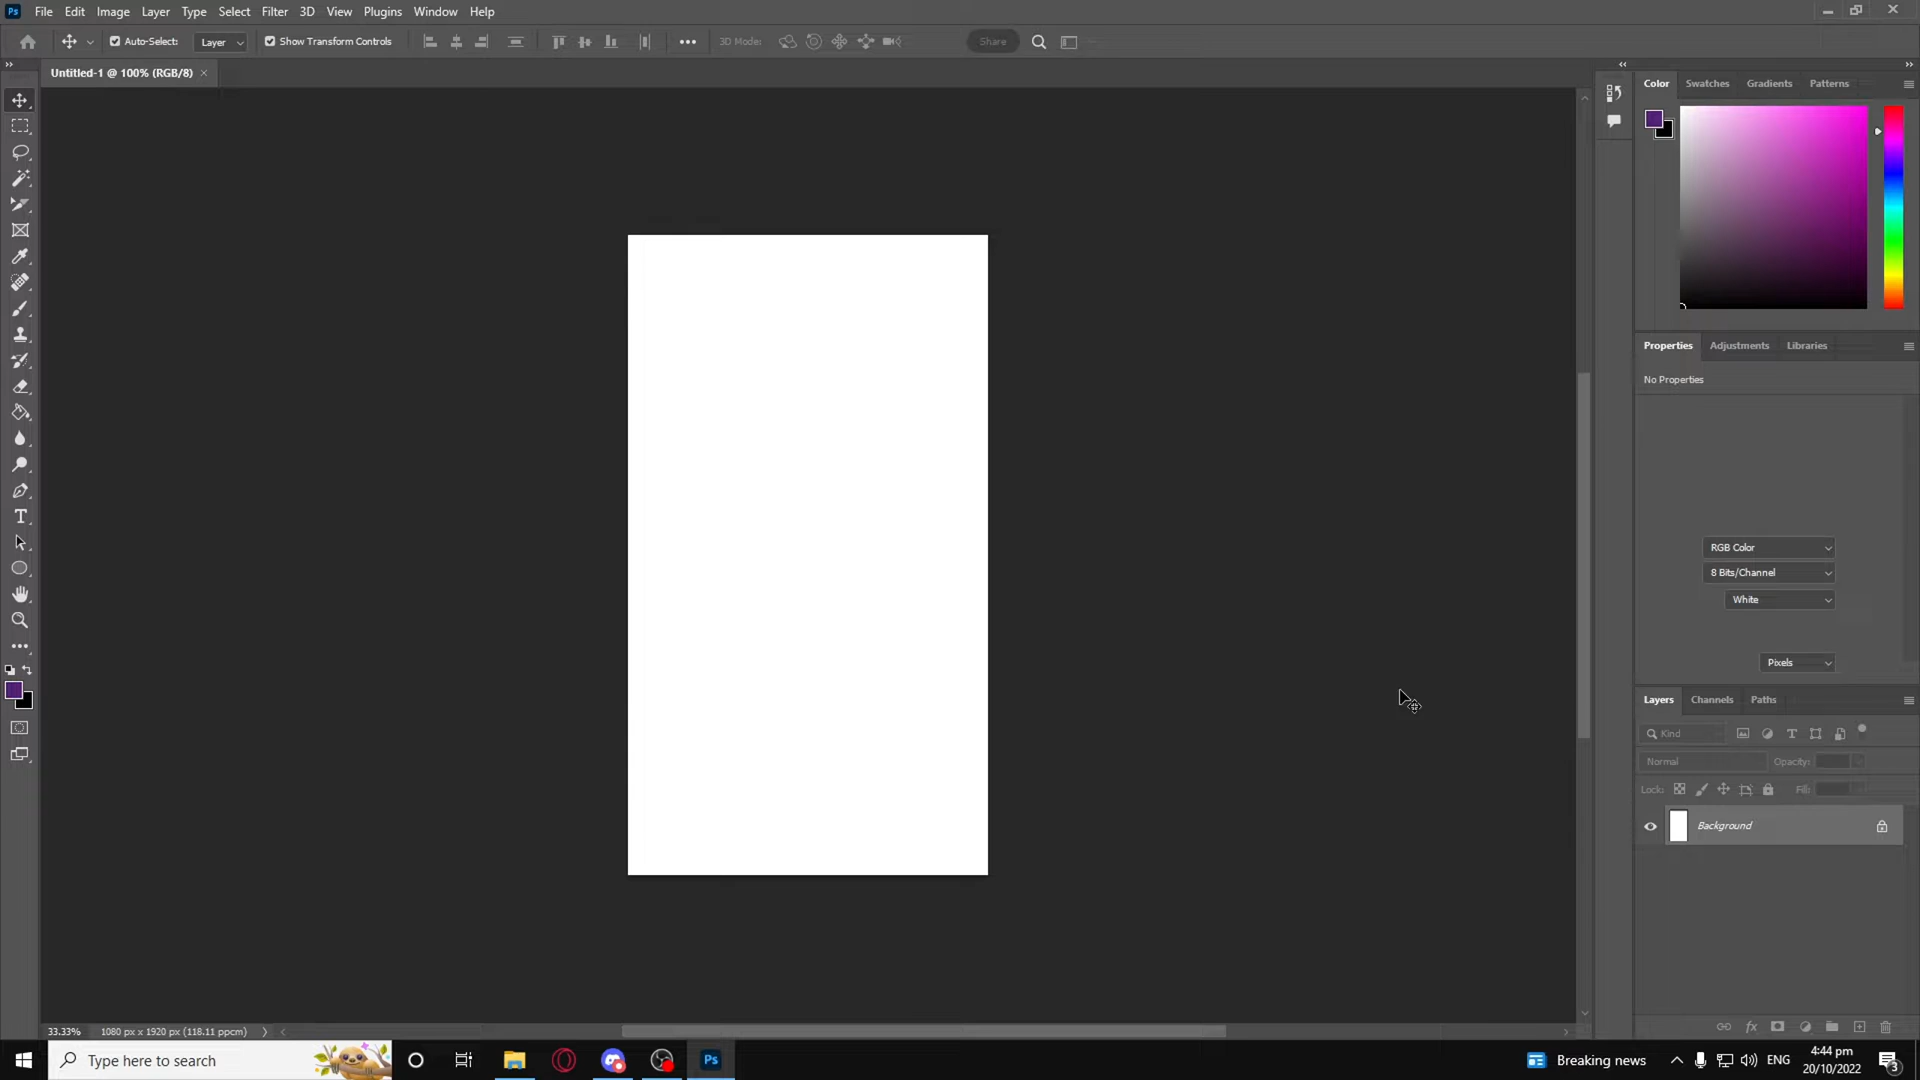 Ps File Edit Image Layer Type Select Filter 3D View Plugins Window Help
Auto-Select: Layer Show Transform Controls 3D Mode: Share
Untitled-1 @ 100% (RGB/8)
Color Swatches Gradients Patterns
Properties Adjustments Libraries
No Properties
RGB Color
8 Bits/Channel
White
Pixels
Layers Channels Paths
Kind
Normal Opacity:
Lock: Fill:
Background
33.33% 1080 px x 1920 px (118.11 ppcm)
Type here to search
Ps
Breaking news
ENG
4:44 pm
20/10/2022
3